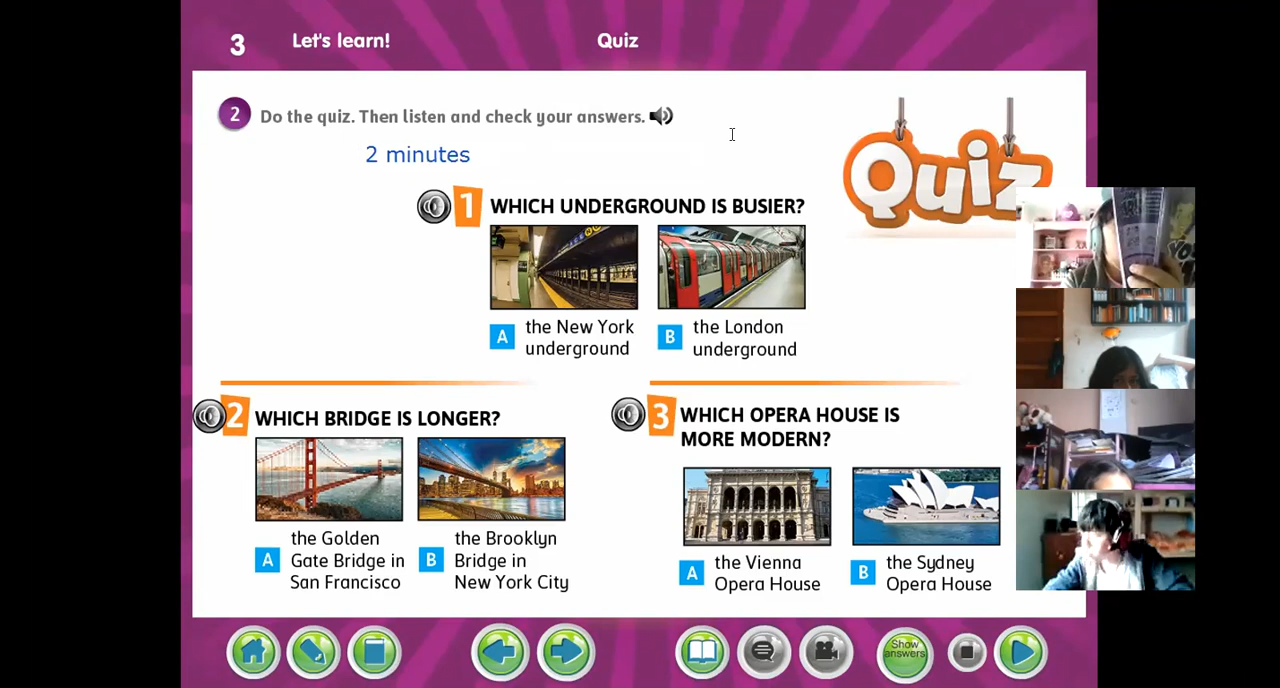 3
Let's learn!
Quiz
2
Do the quiz. Then listen and check your answers.
2 minutes
Quiz
1
WHICH UNDERGROUND IS BUSIER?
A
the New York
underground
B
the London
underground
2
WHICH BRIDGE IS LONGER?
A
the Golden
Gate Bridge in
San Francisco
B
the Brooklyn
Bridge in
New York City
3
WHICH OPERA HOUSE IS
MORE MODERN?
A
the Vienna
Opera House
B
the Sydney
Opera House
Show
answers